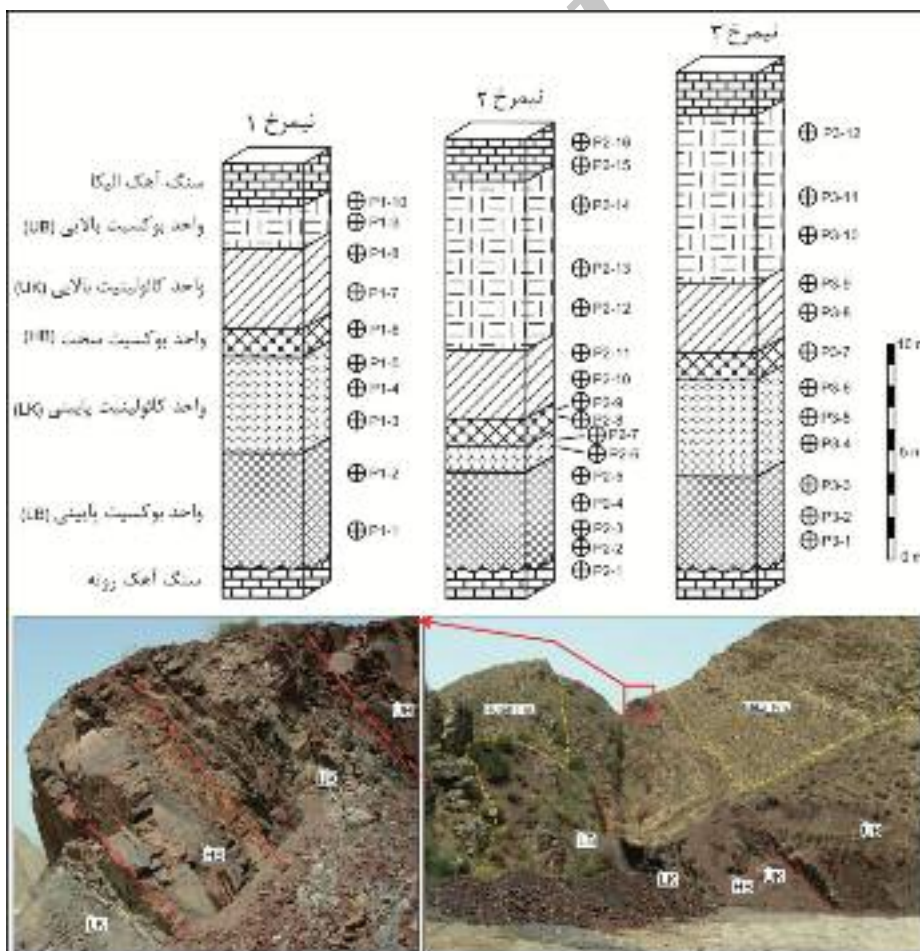 نیمرخ ۱
نیمرخ ۲
نیمرخ ۳
سنگ آهک الیکا
واحد بوکسیت بالایی (UB)
واحد کائولینیت بالایی (UK)
واحد بوکسیت سخت (HB)
واحد کائولینیت پایینی (LK)
واحد بوکسیت پایینی (LB)
سنگ آهک روته
P1-10
P1-9
P1-8
P1-7
P1-6
P1-5
P1-4
P1-3
P1-2
P1-1
P2-16
P2-15
P2-14
P2-13
P2-12
P2-11
P2-10
P2-9
P2-8
P2-7
P2-6
P2-5
P2-4
P2-3
P2-2
P2-1
P3-12
P3-11
P3-10
P3-9
P3-8
P3-7
P3-6
P3-5
P3-4
P3-3
P3-2
P3-1
10 m
5 m
0 m
UK
HB
LK
LK
HB
UK